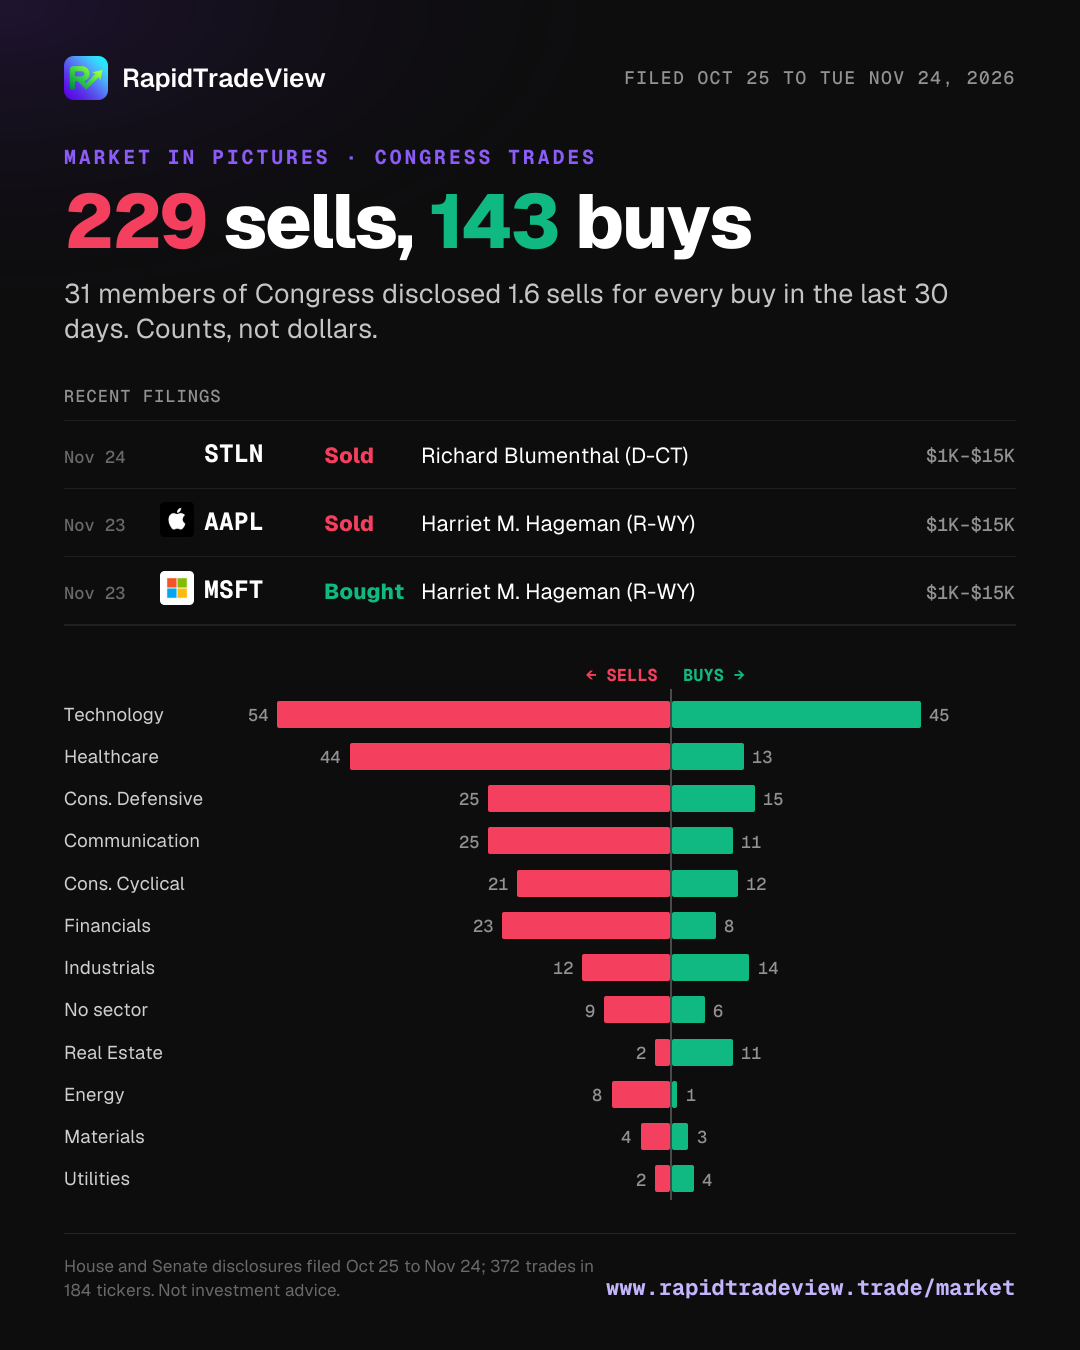 RapidTradeView
FILED OCT 25 TO TUE NOV 24, 2026
MARKET IN PICTURES · CONGRESS TRADES
229 sells, 143 buys
31 members of Congress disclosed 1.6 sells for every buy in the last 30
days. Counts, not dollars.
RECENT FILINGS
Nov 24 STLN Sold Richard Blumenthal (D-CT) $1K–$15K
Nov 23 AAPL Sold Harriet M. Hageman (R-WY) $1K–$15K
Nov 23 MSFT Bought Harriet M. Hageman (R-WY) $1K–$15K
← SELLS BUYS →
Technology 54 45
Healthcare 44 13
Cons. Defensive 25 15
Communication 25 11
Cons. Cyclical 21 12
Financials 23 8
Industrials 12 14
No sector 9 6
Real Estate 2 11
Energy 8 1
Materials 4 3
Utilities 2 4
House and Senate disclosures filed Oct 25 to Nov 24; 372 trades in
184 tickers. Not investment advice.
www.rapidtradeview.trade/market